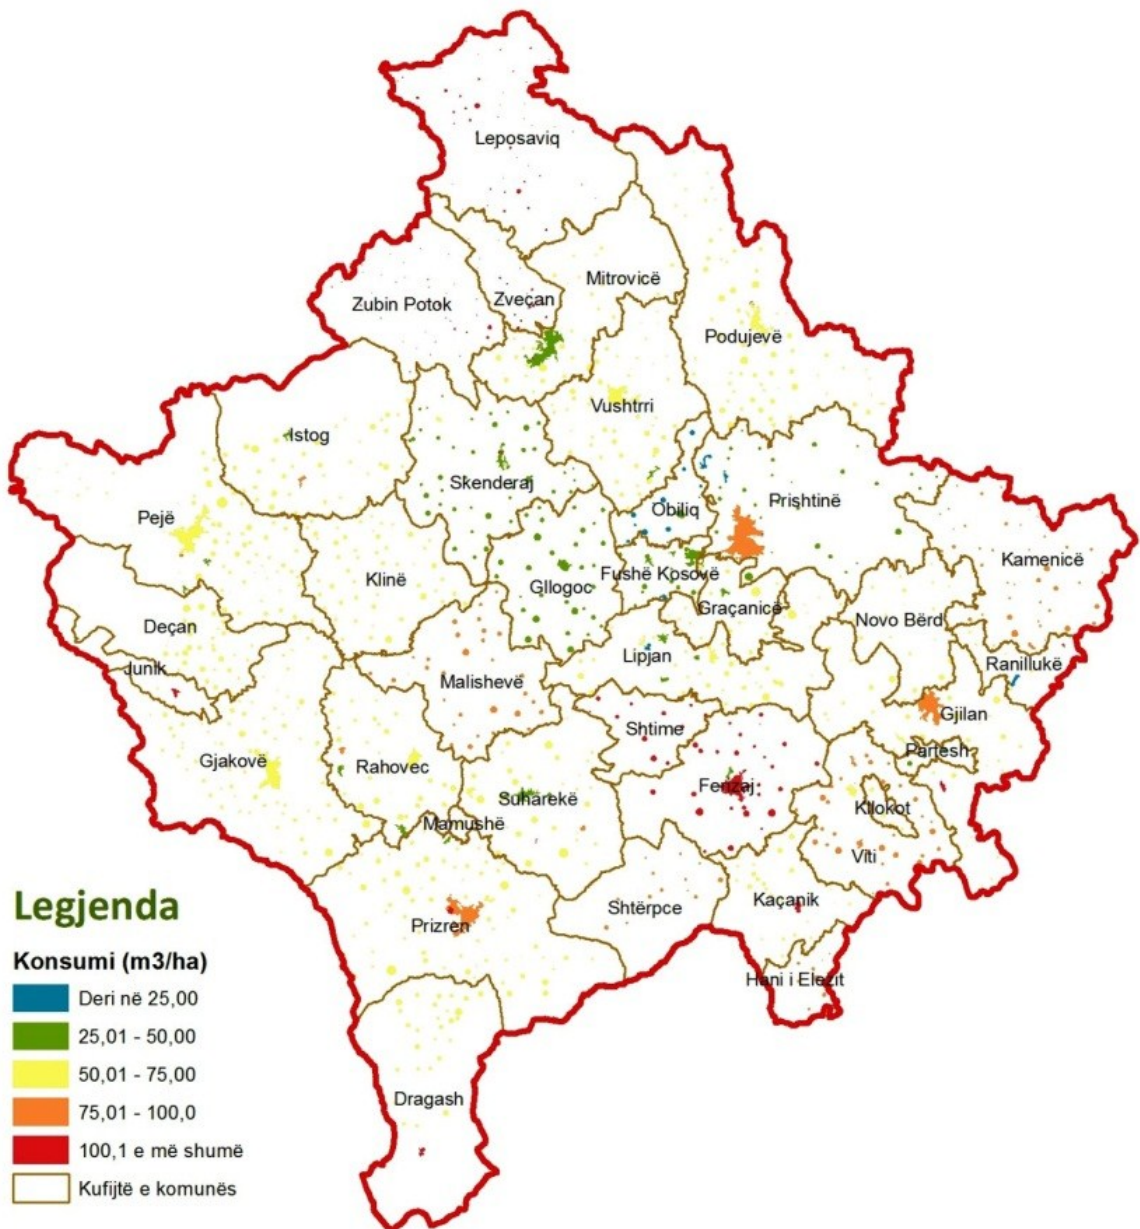 Leposaviq
Mitrovicë
Zveçan
Zubin Potok
Podujevë
Vushtrri
Istog
Skenderaj
Prishtinë
Obiliq
Pejë
Kamenicë
Fushë Kosovë
Klinë
Gllogoc
Graçanicë
Novo Bërd
Deçan
Lipjan
Ranillukë
Junik
Malishevë
Gjilan
Shtime
Partesh
Gjakovë
Rahovec
Ferizaj
Suharekë
Kllokot
Mamushë
Viti
Kaçanik
Shtërpce
Prizren
Hani i Elezit
Dragash
Legjenda
Konsumi (m3/ha)
Deri në 25,00
25,01 - 50,00
50,01 - 75,00
75,01 - 100,0
100,1 e më shumë
Kufijtë e komunës